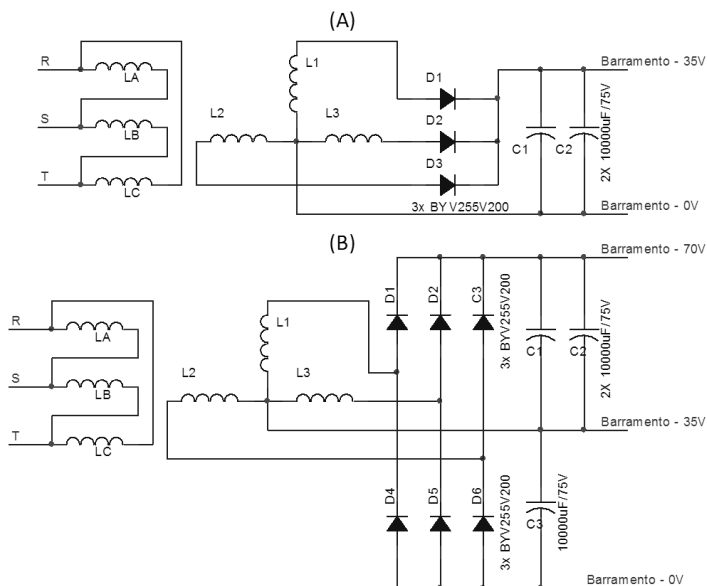 (A)
R
LA
S
LB
T
LC
L1
L2
L3
D1
D2
D3
3x BYV255V200
C1
C2
2X 10000uF/75V
Barramento - 35V
Barramento - 0V
(B)
R
LA
S
LB
T
LC
L1
L2
L3
D1
D2
C3
3x BYV255V200
D4
D5
D6
3x BYV255V200
C1
C2
2X 10000uF/75V
C3
10000uF/75V
Barramento - 70V
Barramento - 35V
Barramento - 0V